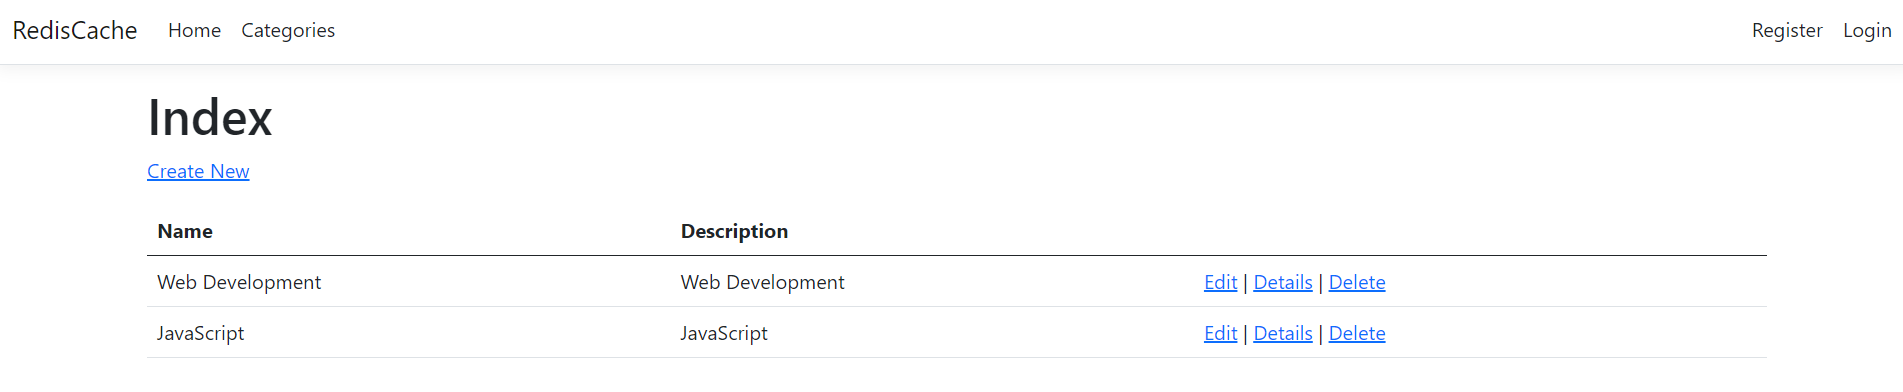 RedisCache Home Categories Register Login
Index
Create New
Name Description
Web Development Web Development Edit | Details | Delete
JavaScript JavaScript Edit | Details | Delete